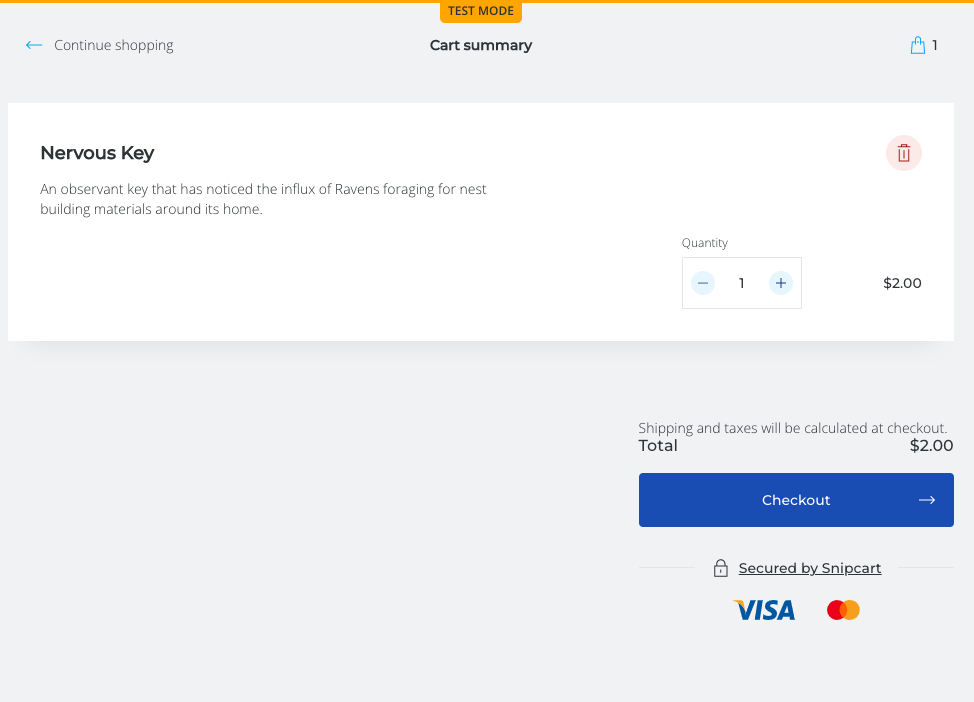 TEST MODE
Continue shopping
Cart summary
1
Nervous Key
An observant key that has noticed the influx of Ravens foraging for nest
building materials around its home.
Quantity
1
$2.00
Shipping and taxes will be calculated at checkout.
Total $2.00
Checkout
Secured by Snipcart
VISA